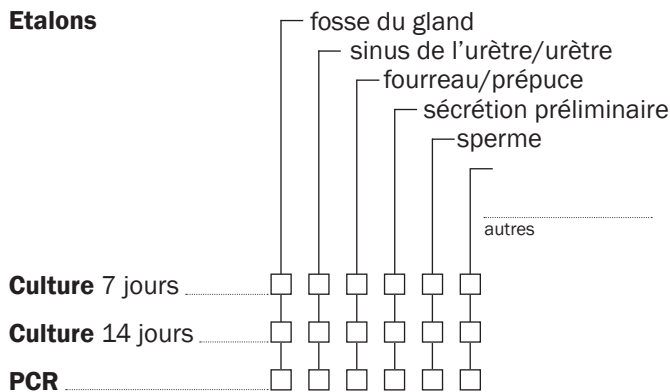 Etalons
fosse du gland
sinus de l'urètre/urètre
fourreau/prépuce
sécrétion préliminaire
sperme
autres
Culture 7 jours
Culture 14 jours
PCR